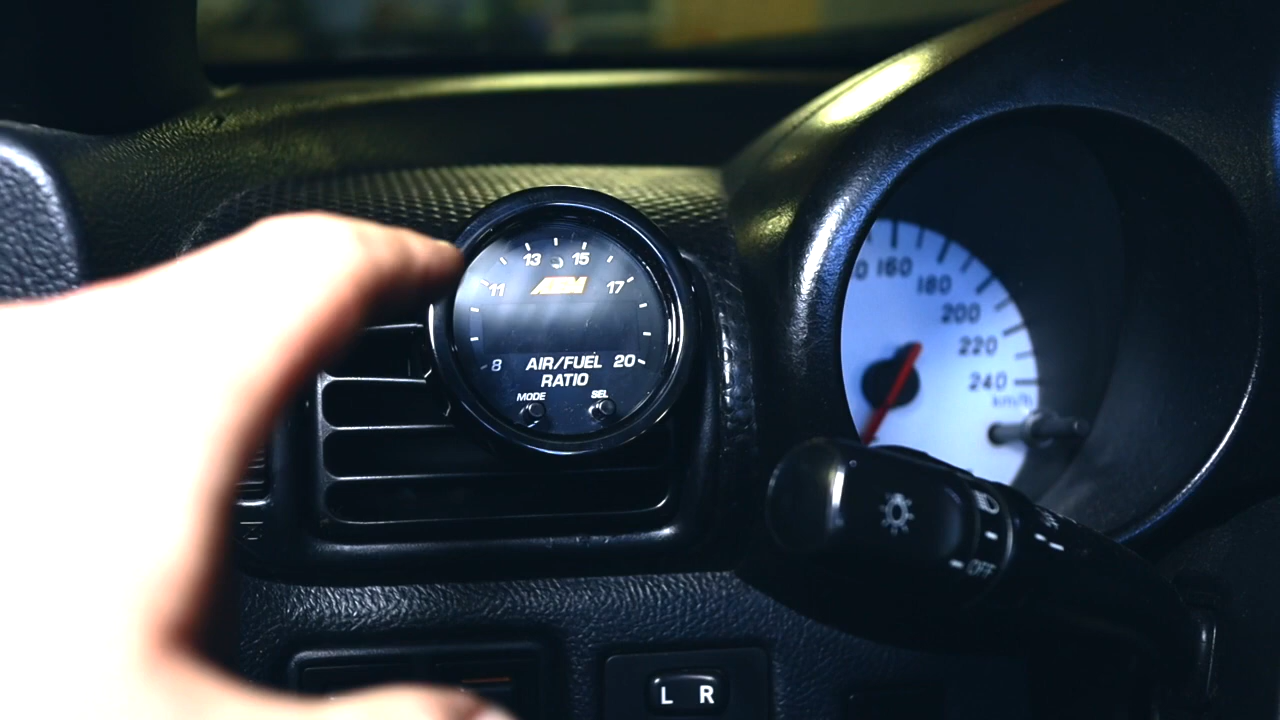 13 15
11 AEM 17
8 AIR/FUEL 20
RATIO
MODE SEL
160
180
200
220
240
km/h
OFF
L R